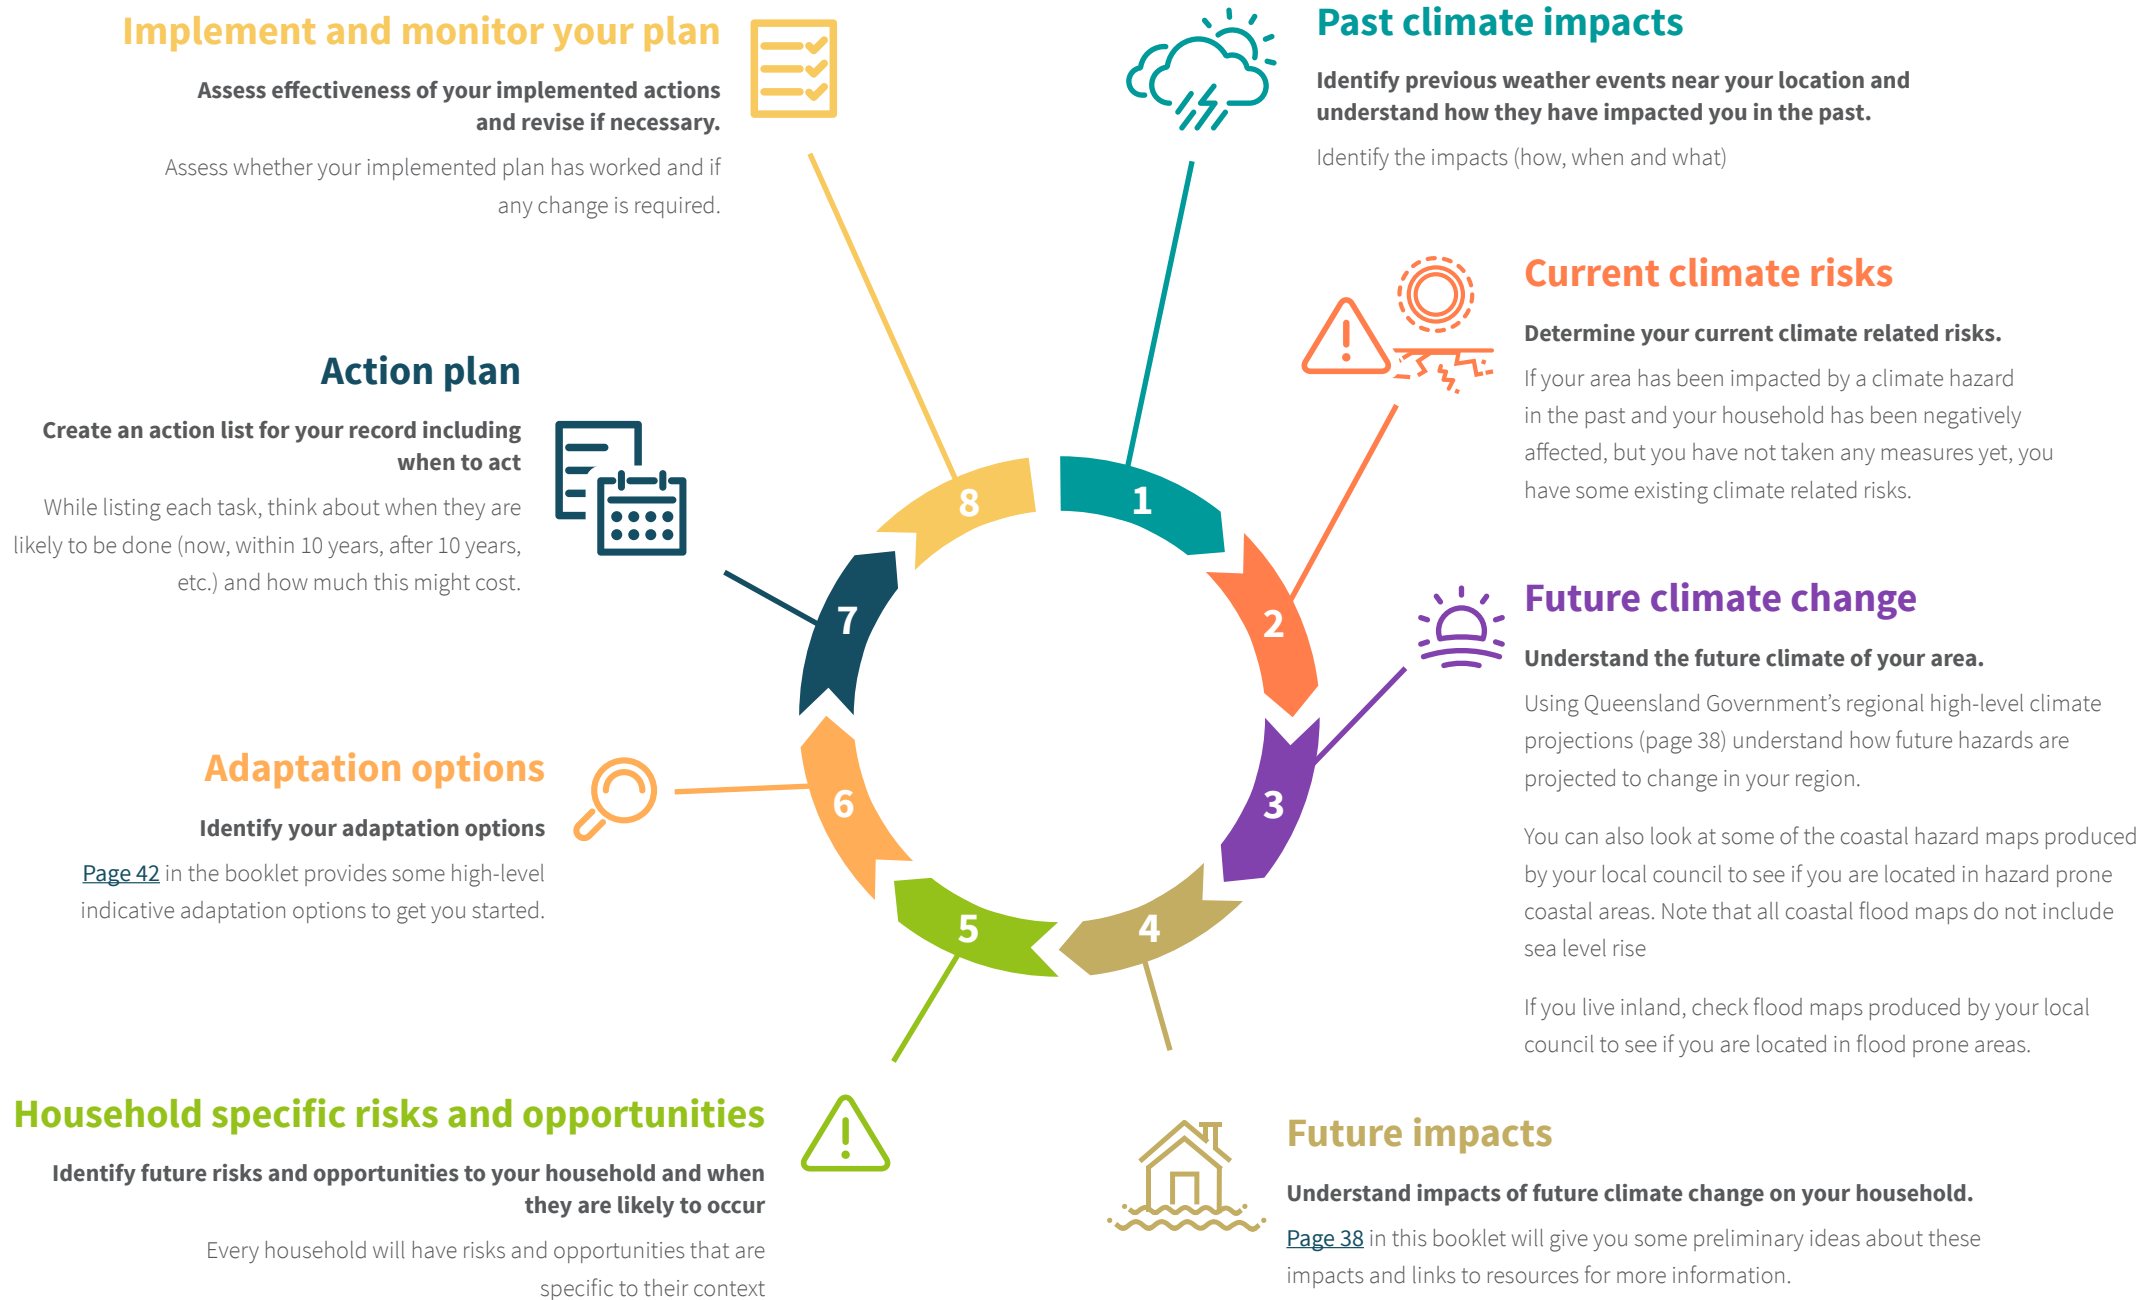 Past climate impacts
Identify previous weather events near your location and
understand how they have impacted you in the past.
Identify the impacts (how, when and what)
Current climate risks
Determine your current climate related risks.
If your area has been impacted by a climate hazard
in the past and your household has been negatively
affected, but you have not taken any measures yet, you
have some existing climate related risks.
Future climate change
Understand the future climate of your area.
Using Queensland Government’s regional high-level climate
projections (page 38) understand how future hazards are
projected to change in your region.
You can also look at some of the coastal hazard maps produced
by your local council to see if you are located in hazard prone
coastal areas. Note that all coastal flood maps do not include
sea level rise
If you live inland, check flood maps produced by your local
council to see if you are located in flood prone areas.
Future impacts
Understand impacts of future climate change on your household.
Page 38 in this booklet will give you some preliminary ideas about these
impacts and links to resources for more information.
Household specific risks and opportunities
Identify future risks and opportunities to your household and when
they are likely to occur
Every household will have risks and opportunities that are
specific to their context
Adaptation options
Identify your adaptation options
Page 42 in the booklet provides some high-level
indicative adaptation options to get you started.
Action plan
Create an action list for your record including
when to act
While listing each task, think about when they are
likely to be done (now, within 10 years, after 10 years,
etc.) and how much this might cost.
Implement and monitor your plan
Assess effectiveness of your implemented actions
and revise if necessary.
Assess whether your implemented plan has worked and if
any change is required.
1
2
3
4
5
6
7
8